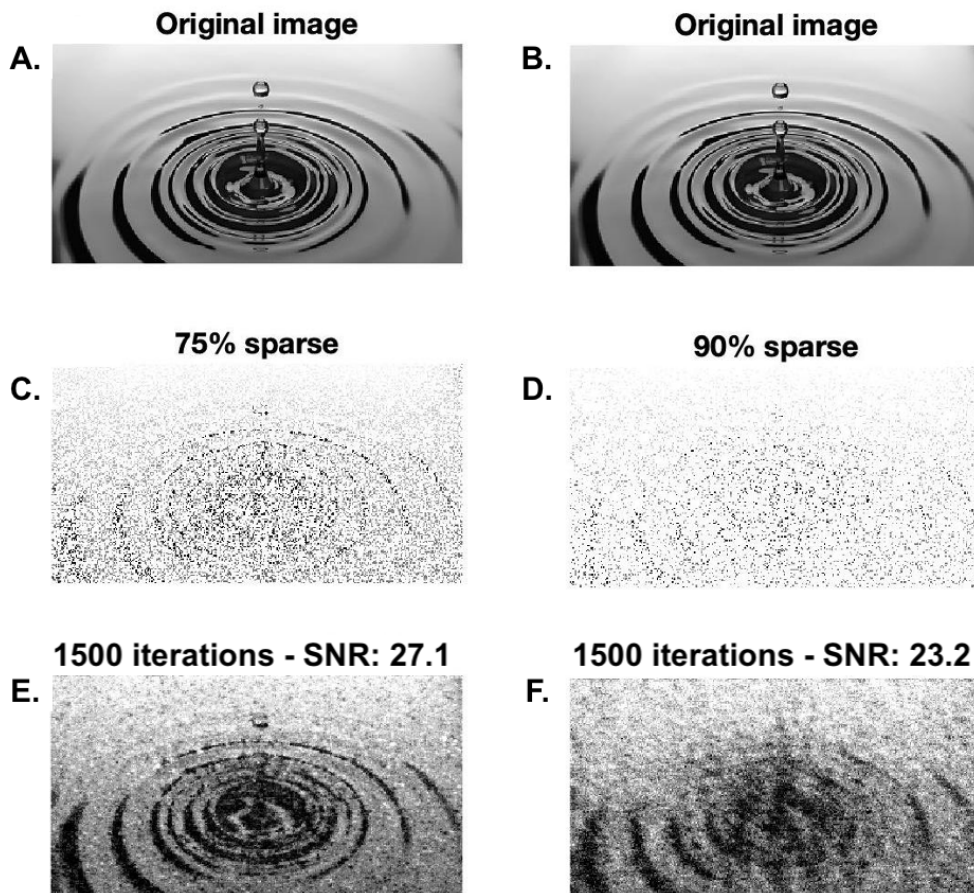 Original image
Original image
A.
B.
75% sparse
90% sparse
C.
D.
1500 iterations - SNR: 27.1
1500 iterations - SNR: 23.2
E.
F.